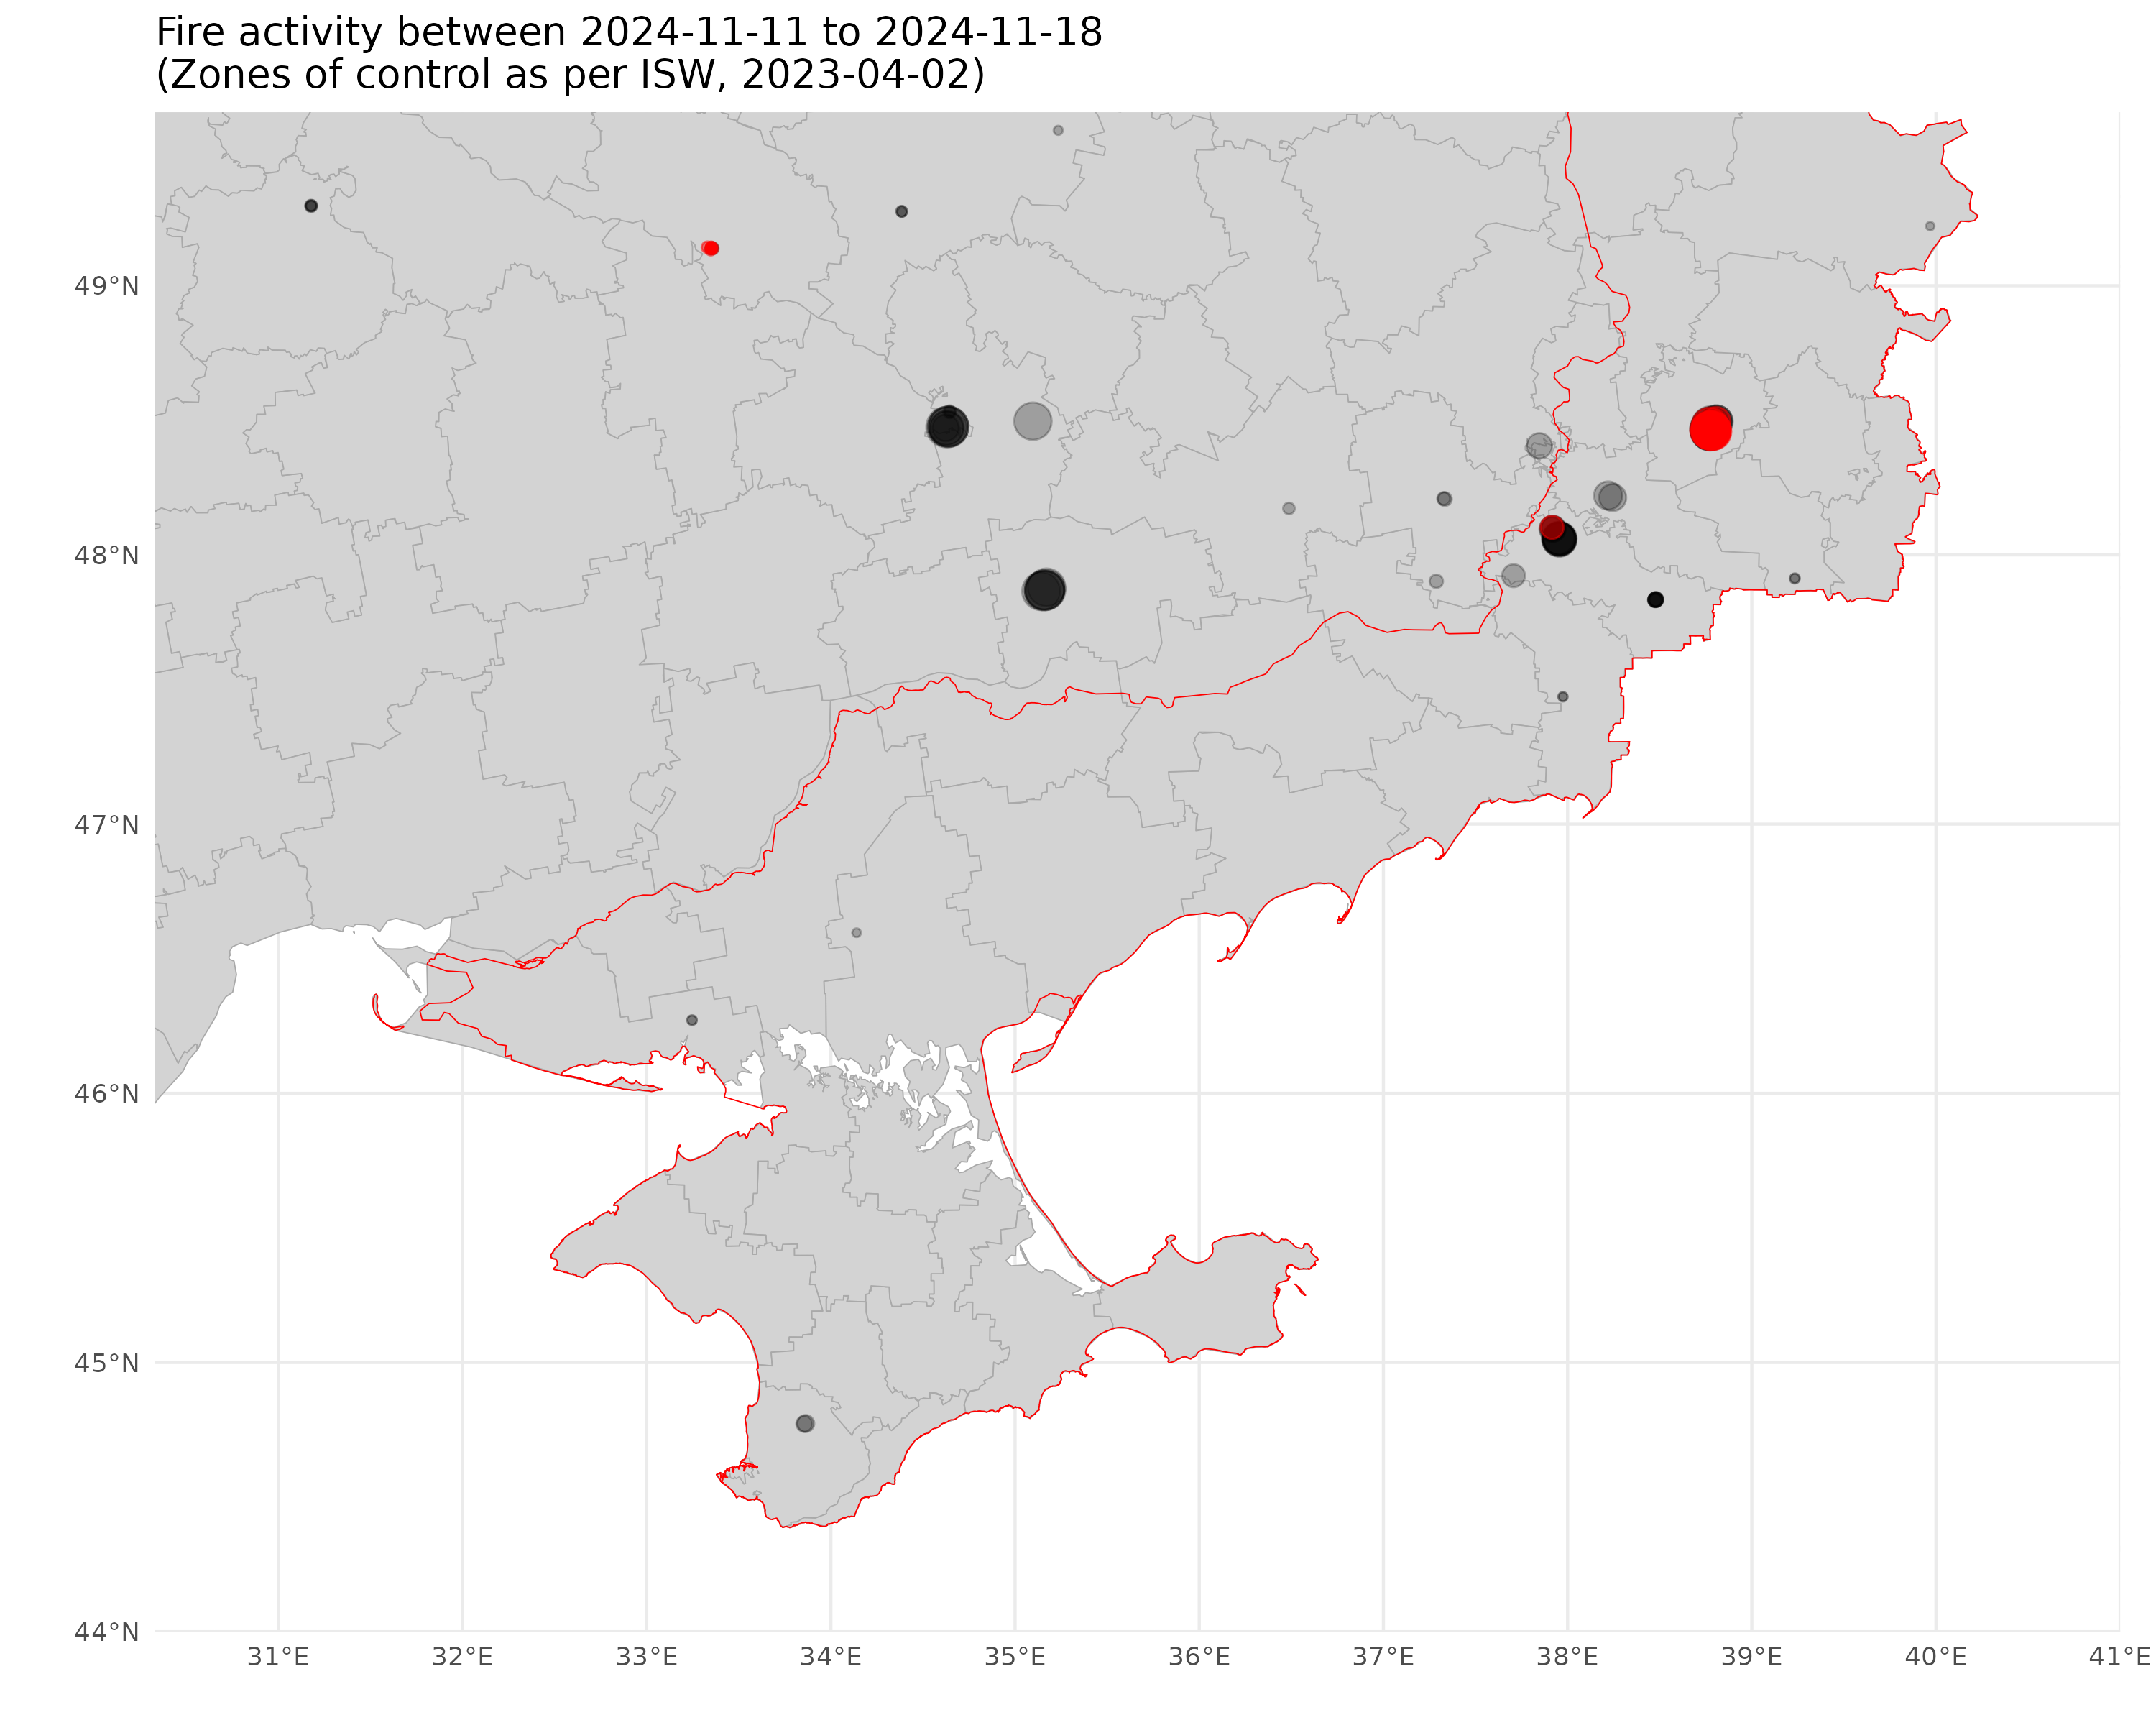 Fire activity between 2024-11-11 to 2024-11-18
(Zones of control as per ISW, 2023-04-02)
49°N
48°N
47°N
46°N
45°N
44°N
31°E
32°E
33°E
34°E
35°E
36°E
37°E
38°E
39°E
40°E
41°E